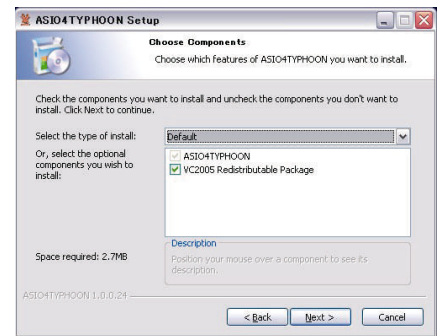 ASIO4TYPHOON Setup
Choose Components
Choose which features of ASIO4TYPHOON you want to install.
Check the components you want to install and uncheck the components you don't want to
install. Click Next to continue.
Select the type of install:
Default
Or, select the optional
components you wish to
install:
ASIO4TYPHOON
VC2005 Redistributable Package
Space required: 2.7MB
Description
Position your mouse over a component to see its
description.
ASIO4TYPHOON 1.0.0.24
< Back
Next >
Cancel